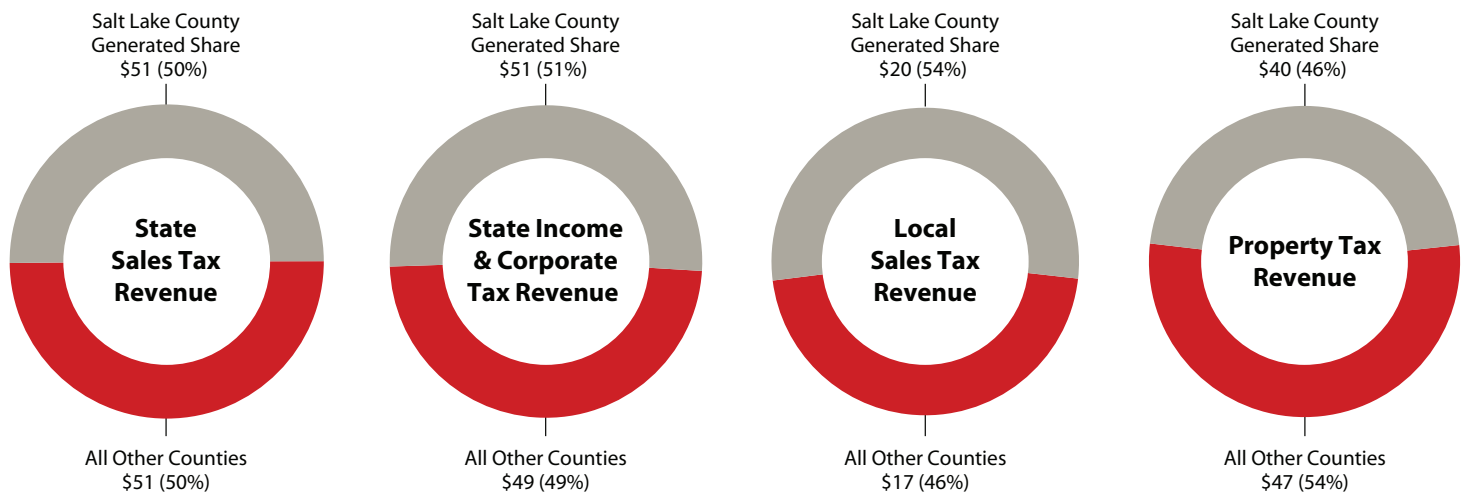 Salt Lake County
Generated Share
$51 (50%)
State
Sales Tax
Revenue
All Other Counties
$51 (50%)
Salt Lake County
Generated Share
$51 (51%)
State Income
& Corporate
Tax Revenue
All Other Counties
$49 (49%)
Salt Lake County
Generated Share
$20 (54%)
Local
Sales Tax
Revenue
All Other Counties
$17 (46%)
Salt Lake County
Generated Share
$40 (46%)
Property Tax
Revenue
All Other Counties
$47 (54%)